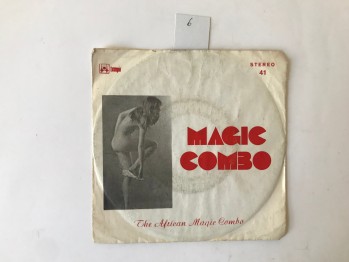 6
STEREO
41
MAGIC
COMBO
The African Magic Combo